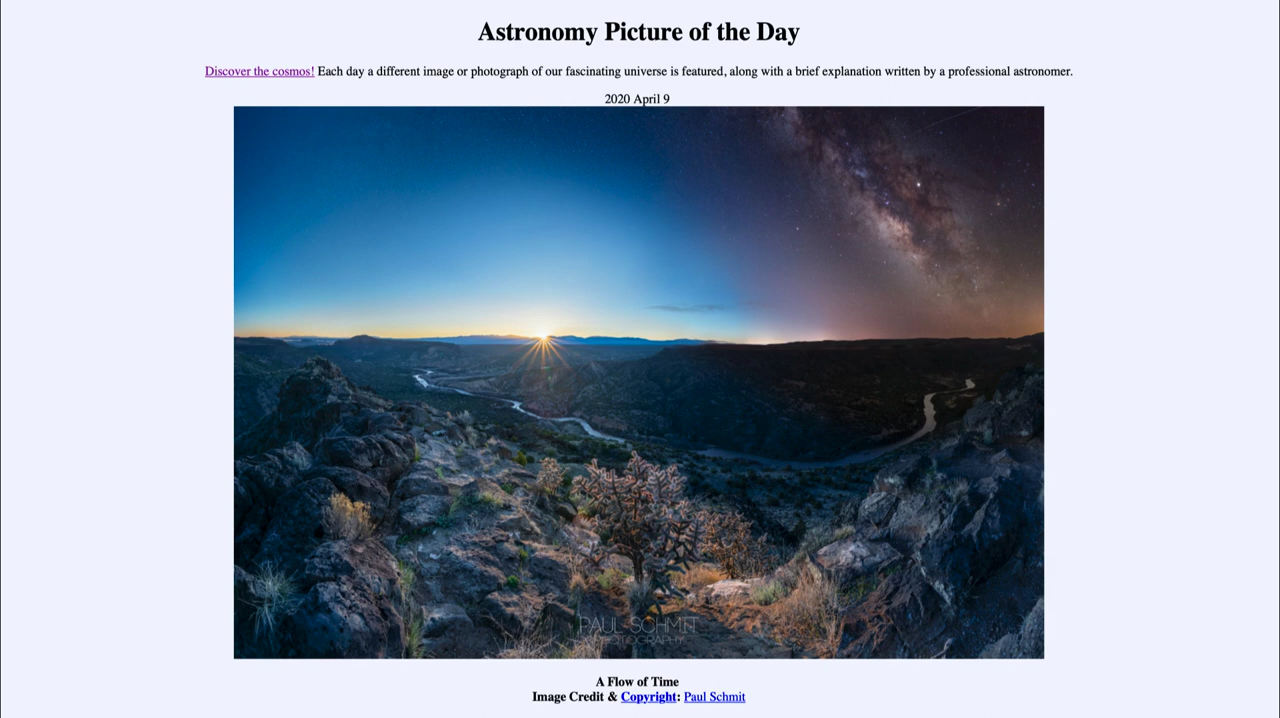 Astronomy Picture of the Day
Discover the cosmos! Each day a different image or photograph of our fascinating universe is featured, along with a brief explanation written by a professional astronomer.
2020 April 9
PAUL SCHMIT
PHOTOGRAPHY
A Flow of Time
Image Credit & Copyright: Paul Schmit